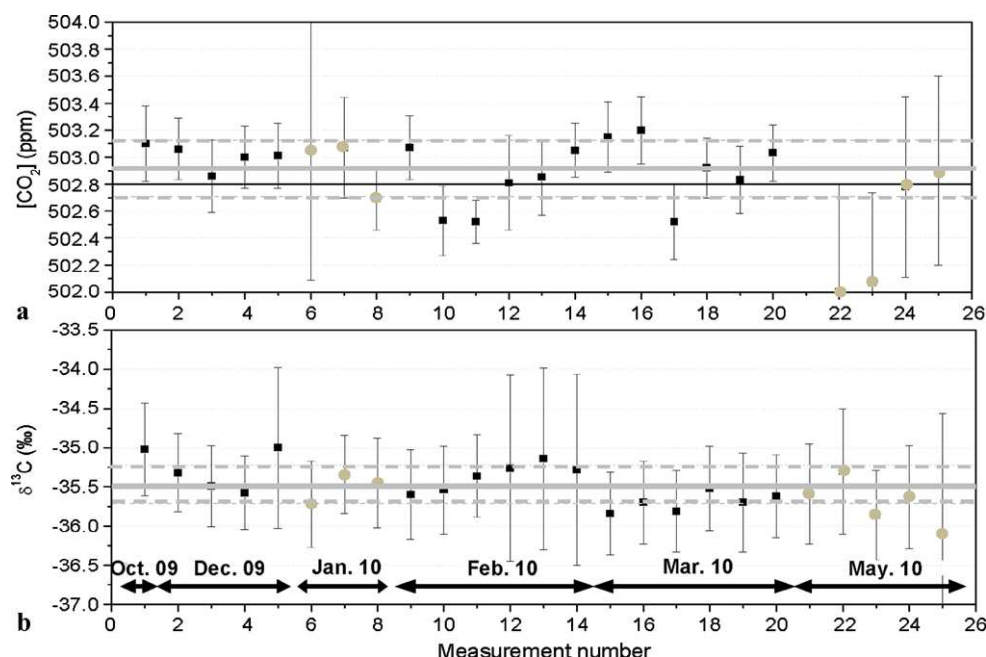 504.0
503.8
503.6
503.4
503.2
503.0
502.8
502.6
502.4
502.2
502.0
[CO2] (ppm)
0 2 4 6 8 10 12 14 16 18 20 22 24 26
a
-33.5
-34.0
-34.5
-35.0
-35.5
-36.0
-36.5
-37.0
δ13C (‰)
Oct. 09 Dec. 09 Jan. 10 Feb. 10 Mar. 10 May. 10
0 2 4 6 8 10 12 14 16 18 20 22 24 26
b
Measurement number